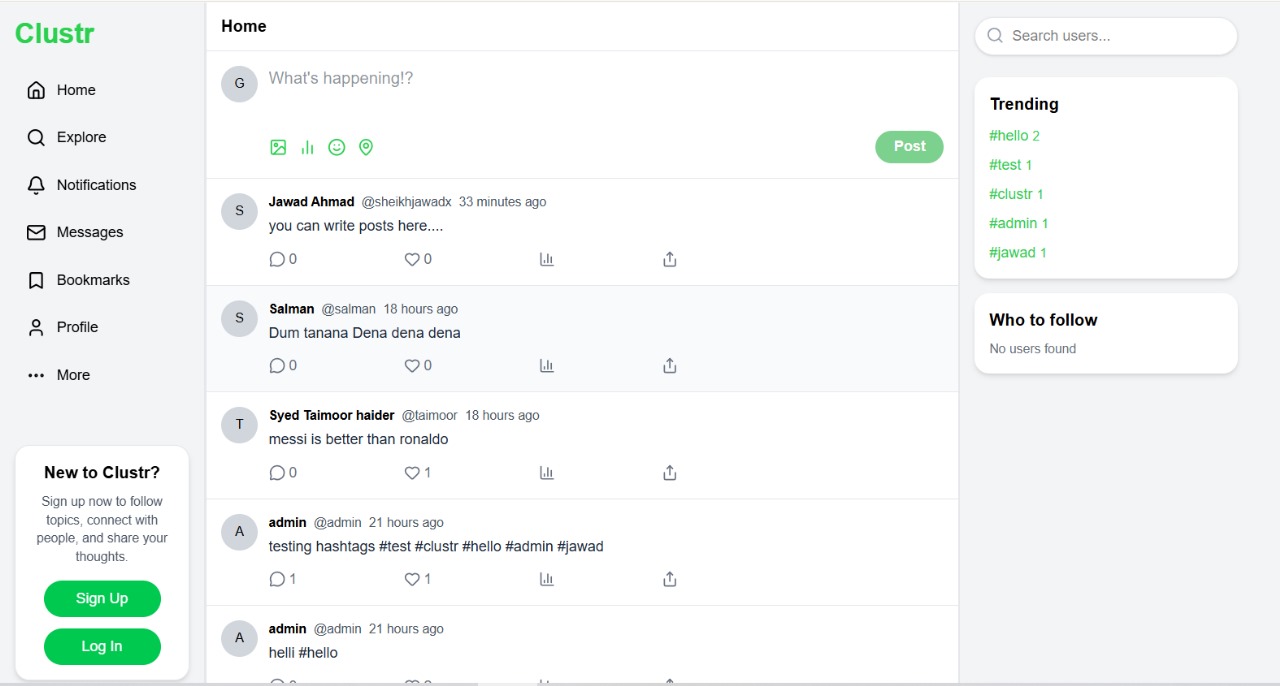 Clustr
Home
Explore
Notifications
Messages
Bookmarks
Profile
More
New to Clustr?
Sign up now to follow
topics, connect with
people, and share your
thoughts.
Sign Up
Log In
Home
G
What's happening!?
Post
S
Jawad Ahmad @sheikhjawadx 33 minutes ago
you can write posts here....
0 0
S
Salman @salman 18 hours ago
Dum tanana Dena dena dena
0 0
T
Syed Taimoor haider @taimoor 18 hours ago
messi is better than ronaldo
0 1
A
admin @admin 21 hours ago
testing hashtags #test #clustr #hello #admin #jawad
1 1
A
admin @admin 21 hours ago
helli #hello
Search users...
Trending
#hello 2
#test 1
#clustr 1
#admin 1
#jawad 1
Who to follow
No users found